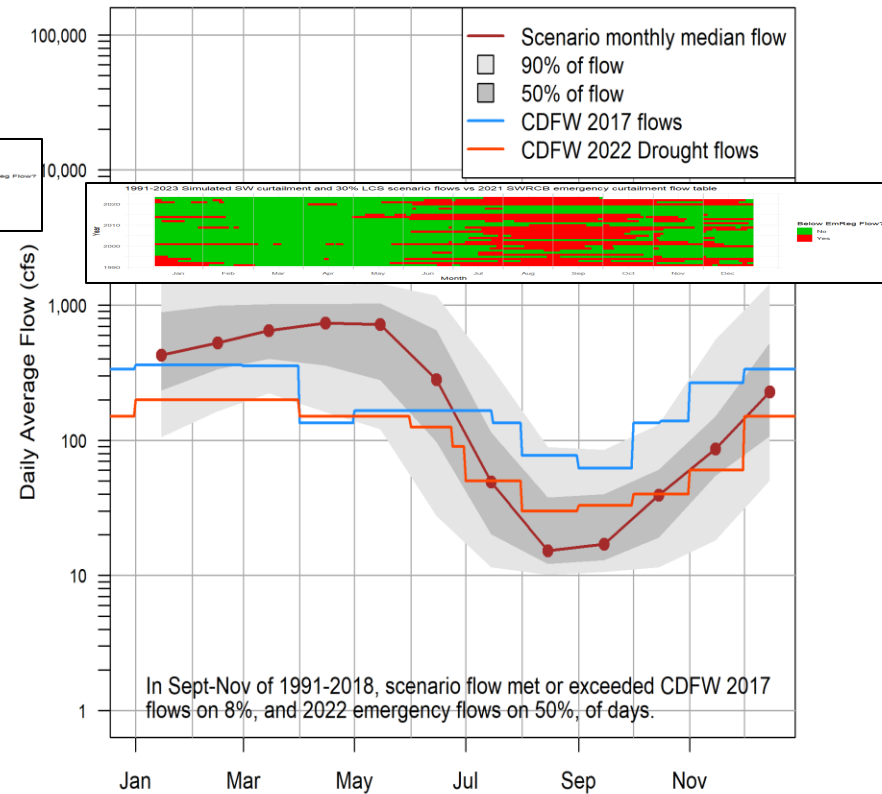 100,000
Scenario monthly median flow
90% of flow
50% of flow
CDFW 2017 flows
CDFW 2022 Drought flows
eg Flow?
10,000
1991-2023 Simulated SW curtailment and 30% LCS scenario flows vs 2021 SWRCB emergency curtailment flow table
Year
2020
2010
2000
1990
Jan Feb Mar Apr May Jun Jul Aug Sep Oct Nov Dec
Month
Below EmReg Flow?
No
Yes
Daily Average Flow (cfs)
1,000
100
10
1
In Sept-Nov of 1991-2018, scenario flow met or exceeded CDFW 2017
flows on 8%, and 2022 emergency flows on 50%, of days.
Jan Mar May Jul Sep Nov